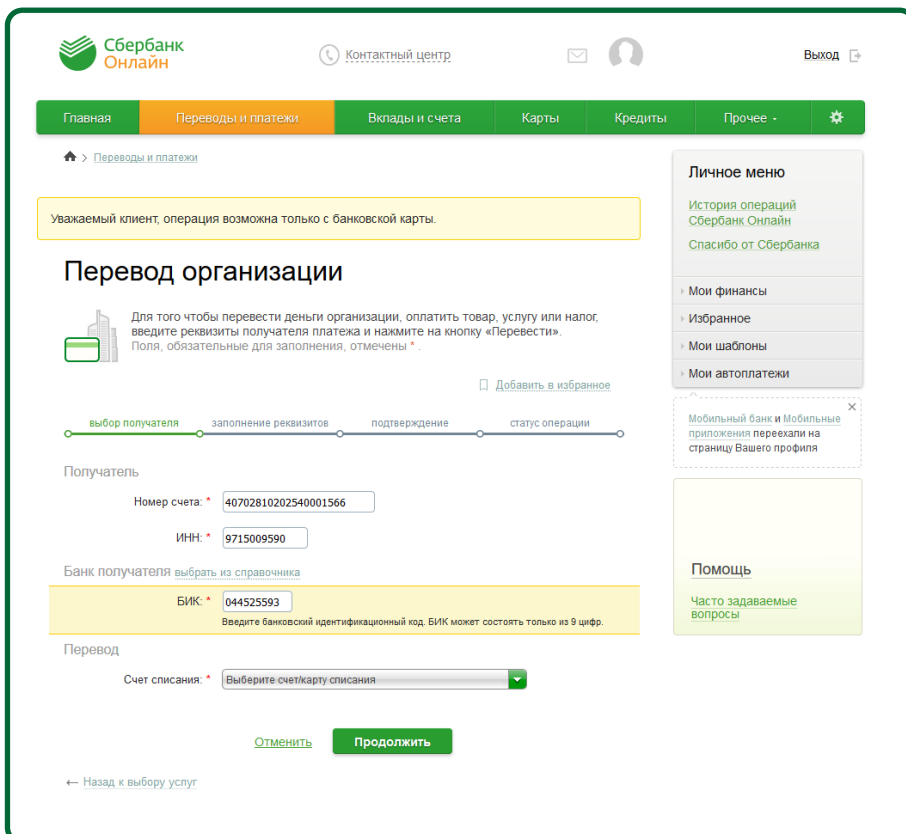 Сбербанк
Онлайн
Контактный центр
Выход
Главная
Переводы и платежи
Вклады и счета
Карты
Кредиты
Прочее
> Переводы и платежи
Уважаемый клиент, операция возможна только с банковской карты.
Перевод организации
Для того чтобы перевести деньги организации, оплатить товар, услугу или налог,
введите реквизиты получателя платежа и нажмите на кнопку «Перевести».
Поля, обязательные для заполнения, отмечены * .
Добавить в избранное
выбор получателя
заполнение реквизитов
подтверждение
статус операции
Получатель
Номер счета: * 40702810202540001566
ИНН: * 9715009590
Банк получателя выбрать из справочника
БИК: * 044525593
Введите банковский идентификационный код. БИК может состоять только из 9 цифр.
Перевод
Счет списания: * Выберите счет/карту списания
Отменить
Продолжить
← Назад к выбору услуг
Личное меню
История операций
Сбербанк Онлайн
Спасибо от Сбербанка
Мои финансы
Избранное
Мои шаблоны
Мои автоплатежи
Мобильный банк и Мобильные
приложения переехали на
страницу Вашего профиля
Помощь
Часто задаваемые
вопросы